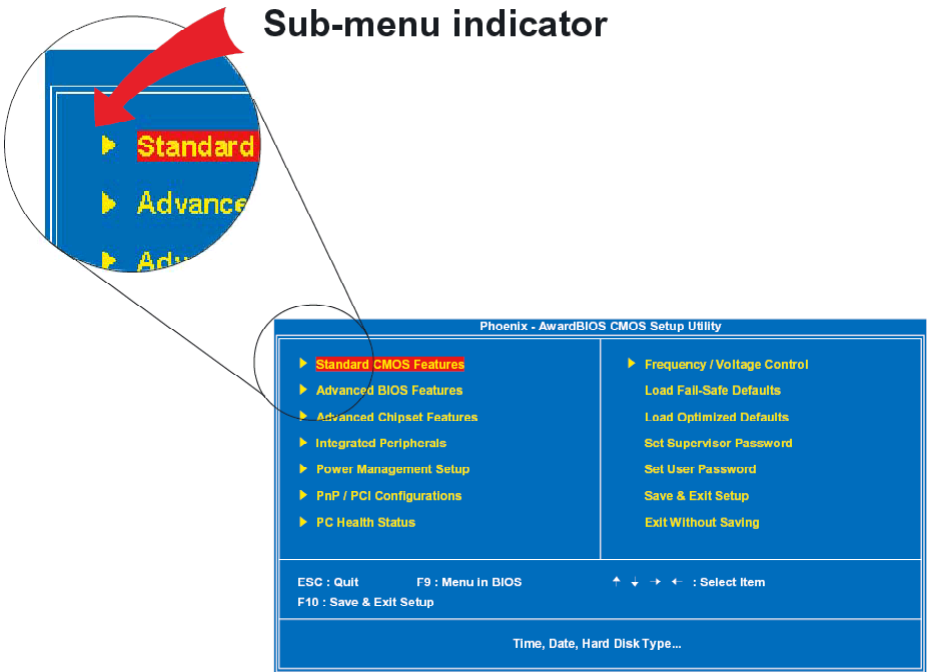 Sub-menu indicator
Standard
Advance
Phoenix - AwardBIOS CMOS Setup Utility
Standard CMOS Features
Advanced BIOS Features
Advanced Chipset Features
Integrated Peripherals
Power Management Setup
PnP / PCI Configurations
PC Health Status
Frequency / Voltage Control
Load Fail-Safe Defaults
Load Optimized Defaults
Set Supervisor Password
Set User Password
Save & Exit Setup
Exit Without Saving
ESC : Quit F9 : Menu in BIOS ↑ ↓ → ← : Select Item
F10 : Save & Exit Setup
Time, Date, Hard Disk Type...